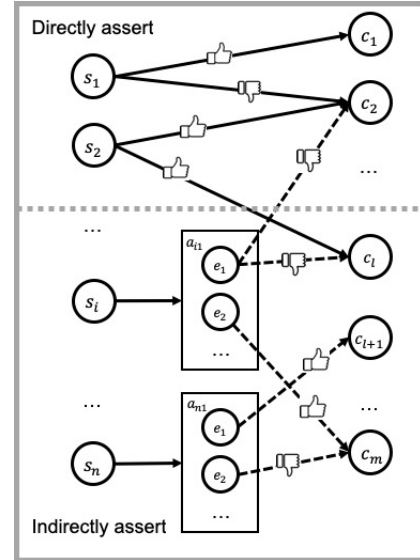 Directly assert
c₁
s₁
c₂
s₂
...
...
aᵢ₁
e₁
cₗ
sᵢ
e₂
...
cₗ₊₁
...
aₙ₁
...
e₁
sₙ
e₂
cₘ
...
Indirectly assert